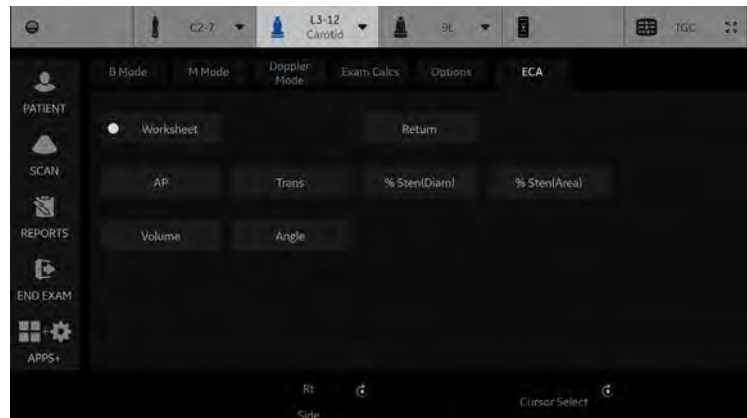 C2-7
L3-12
Carotid
9L
TGC
B Mode
M Mode
Doppler
Mode
Exam Calcs
Options
ECA
PATIENT
SCAN
REPORTS
END EXAM
APPS+
Worksheet
Return
AP
Trans
% Sten(Diam)
% Sten(Area)
Volume
Angle
Rt
Side
Cursor Select